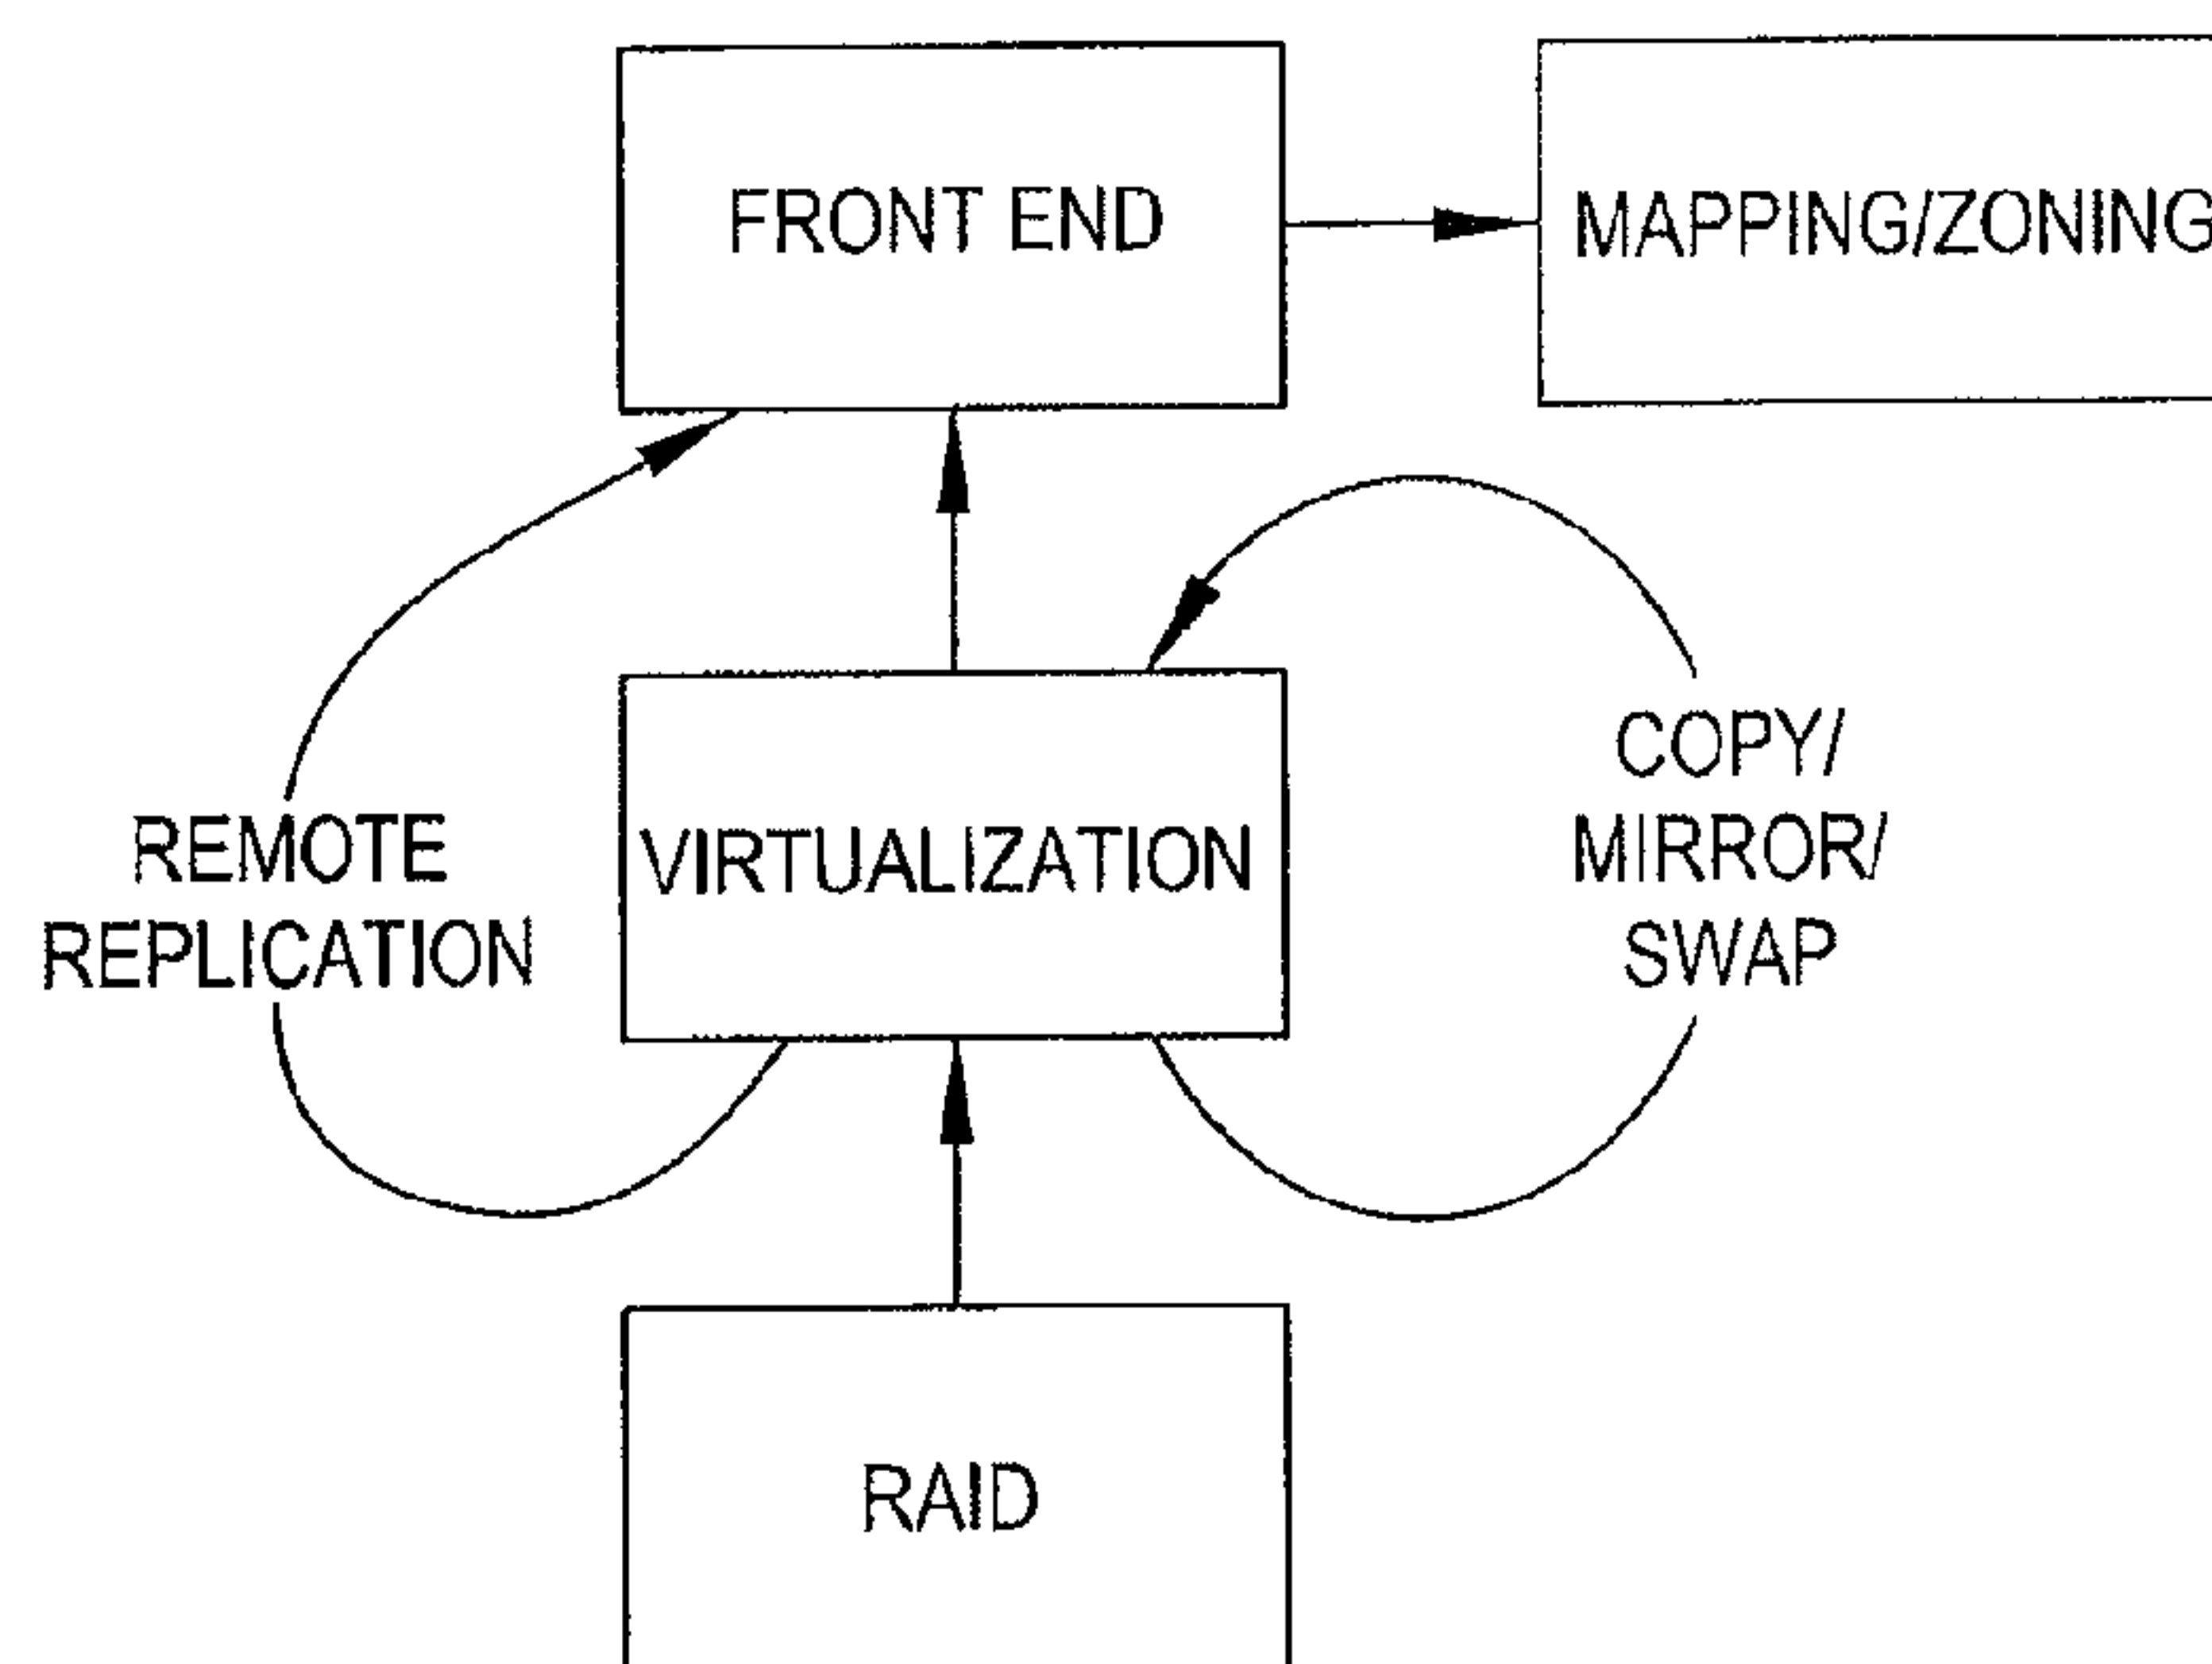 FRONT END
MAPPING/ZONING
REMOTE
REPLICATION
VIRTUALIZATION
COPY/
MIRROR/
SWAP
RAID